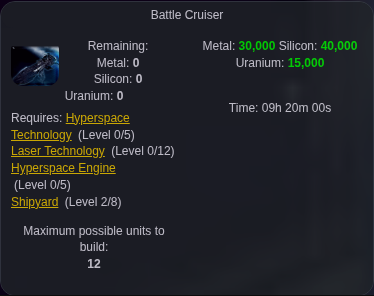 Battle Cruiser
Remaining:
Metal: 0
Silicon: 0
Uranium: 0
Metal: 30,000 Silicon: 40,000
Uranium: 15,000
Time: 09h 20m 00s
Requires: Hyperspace
Technology (Level 0/5)
Laser Technology (Level 0/12)
Hyperspace Engine
(Level 0/5)
Shipyard (Level 2/8)
Maximum possible units to
build:
12